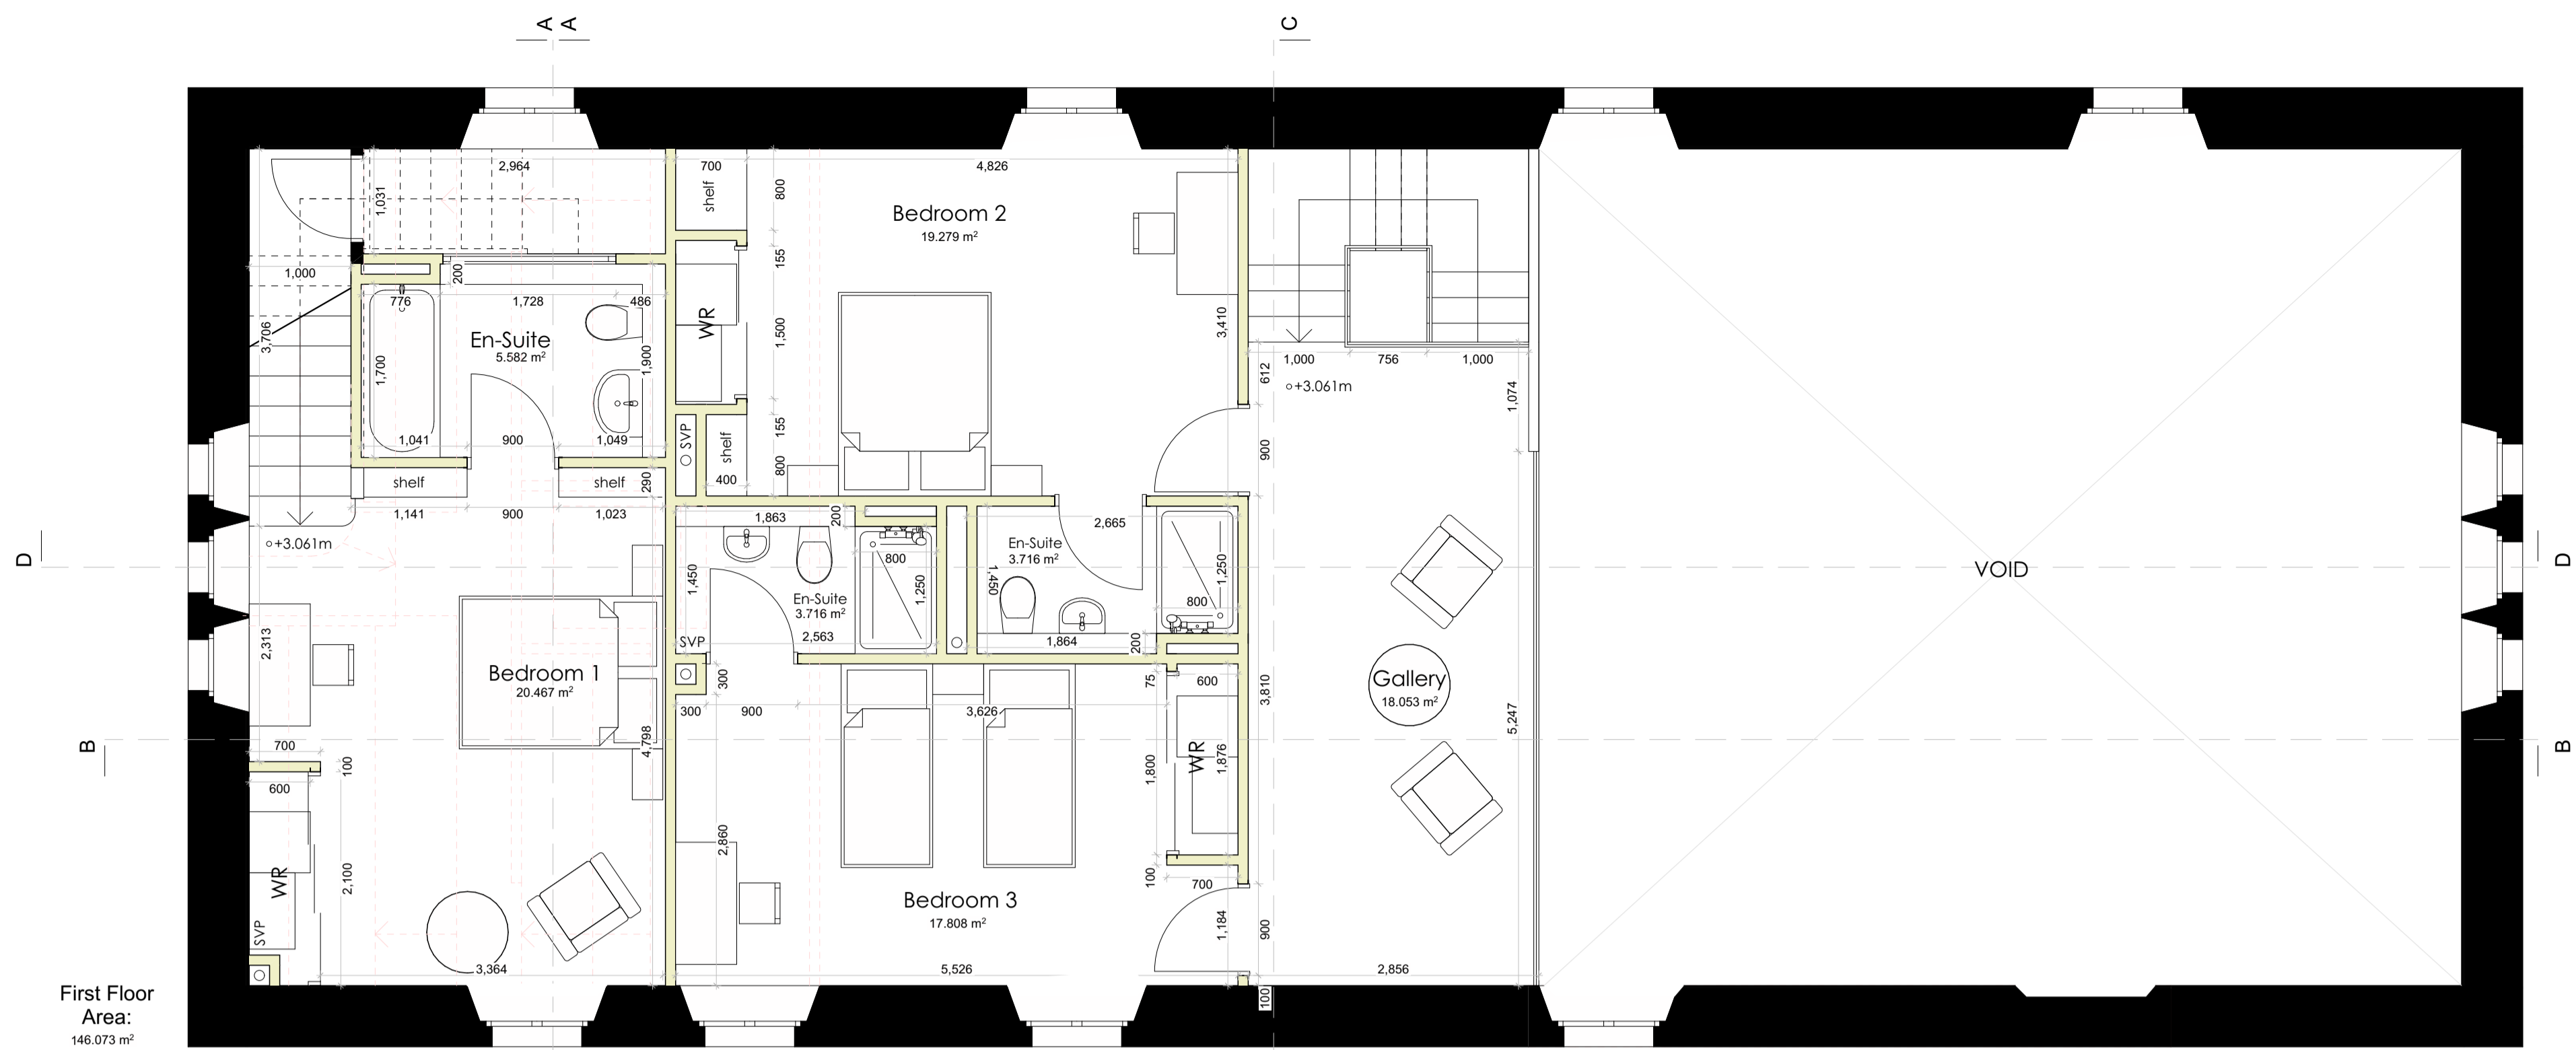 A
A
C
2,964
700
4,826
1,031
shelf
800
Bedroom 2
19.279 m²
1,000
200
155
776
1,728
486
3,706
En-Suite
5.582 m²
WR
1,500
3,410
1,700
1,900
1,000
756
1,000
612
+3.061m
1,074
1,041
900
1,049
SVP
shelf
155
900
shelf
shelf
290
400
800
1,141
900
1,023
1,863
200
2,665
+3.061m
En-Suite
3.716 m²
800
1,250
D
D
1,450
1,250
1,450
VOID
En-Suite
3.716 m²
800
2,313
SVP
2,563
1,864
200
Bedroom 1
20.467 m²
300
75
600
3,810
Gallery
18.053 m²
300
900
3,626
5,247
B
B
700
4,798
100
WR
1,800
1,876
600
2,860
WR
2,100
100
700
Bedroom 3
17.808 m²
SVP
1,184
900
3,364
5,526
2,856
100
First Floor
Area:
146.073 m²